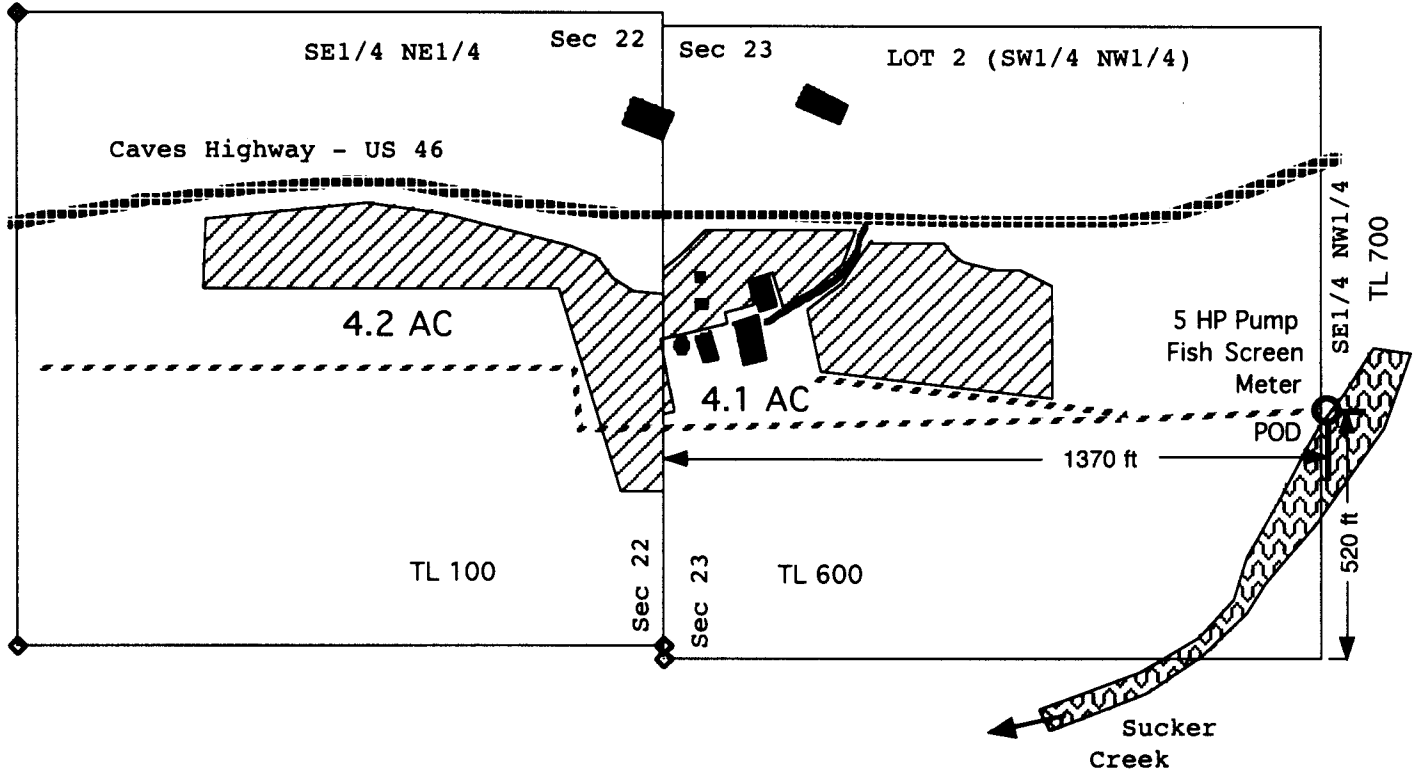 SE1/4 NE1/4
Sec 22
Sec 23
LOT 2 (SW1/4 NW1/4)
Caves Highway - US 46
SE1/4 NW1/4
TL 700
4.2 AC
5 HP Pump
Fish Screen
Meter
4.1 AC
POD
1370 ft
520 ft
TL 100
Sec 22
Sec 23
TL 600
Sucker
Creek